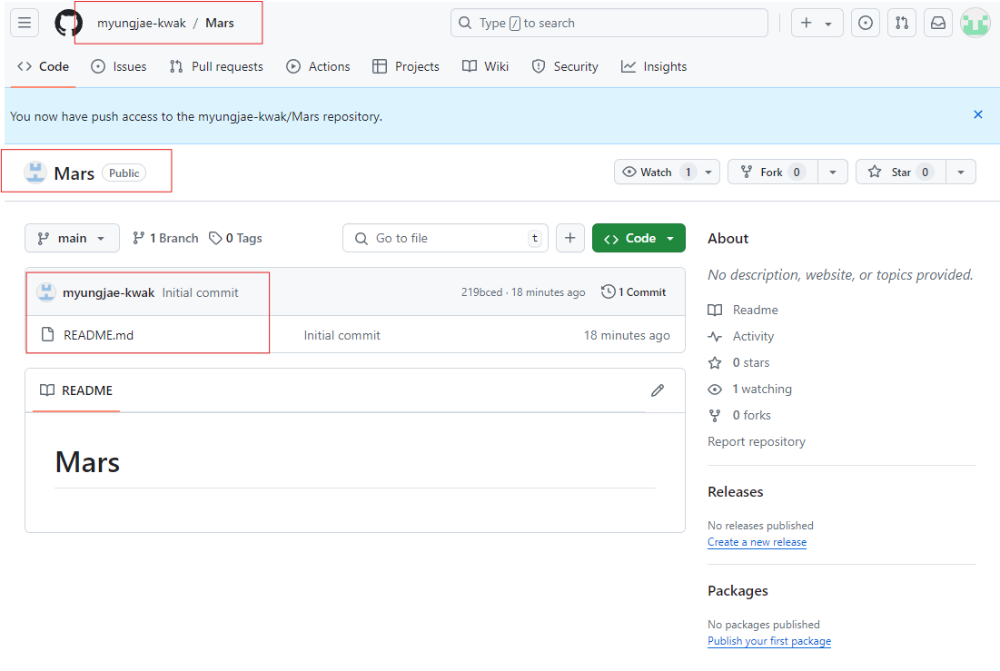 myungjae-kwak / Mars
Type / to search
Code Issues Pull requests Actions Projects Wiki Security Insights
You now have push access to the myungjae-kwak/Mars repository.
Mars Public
Watch 1 Fork 0 Star 0
main 1 Branch 0 Tags
Go to file t
Code
myungjae-kwak Initial commit 219bced · 18 minutes ago 1 Commit
README.md Initial commit 18 minutes ago
README
Mars
About
No description, website, or topics provided.
Readme
Activity
0 stars
1 watching
0 forks
Report repository
Releases
No releases published
Create a new release
Packages
No packages published
Publish your first package